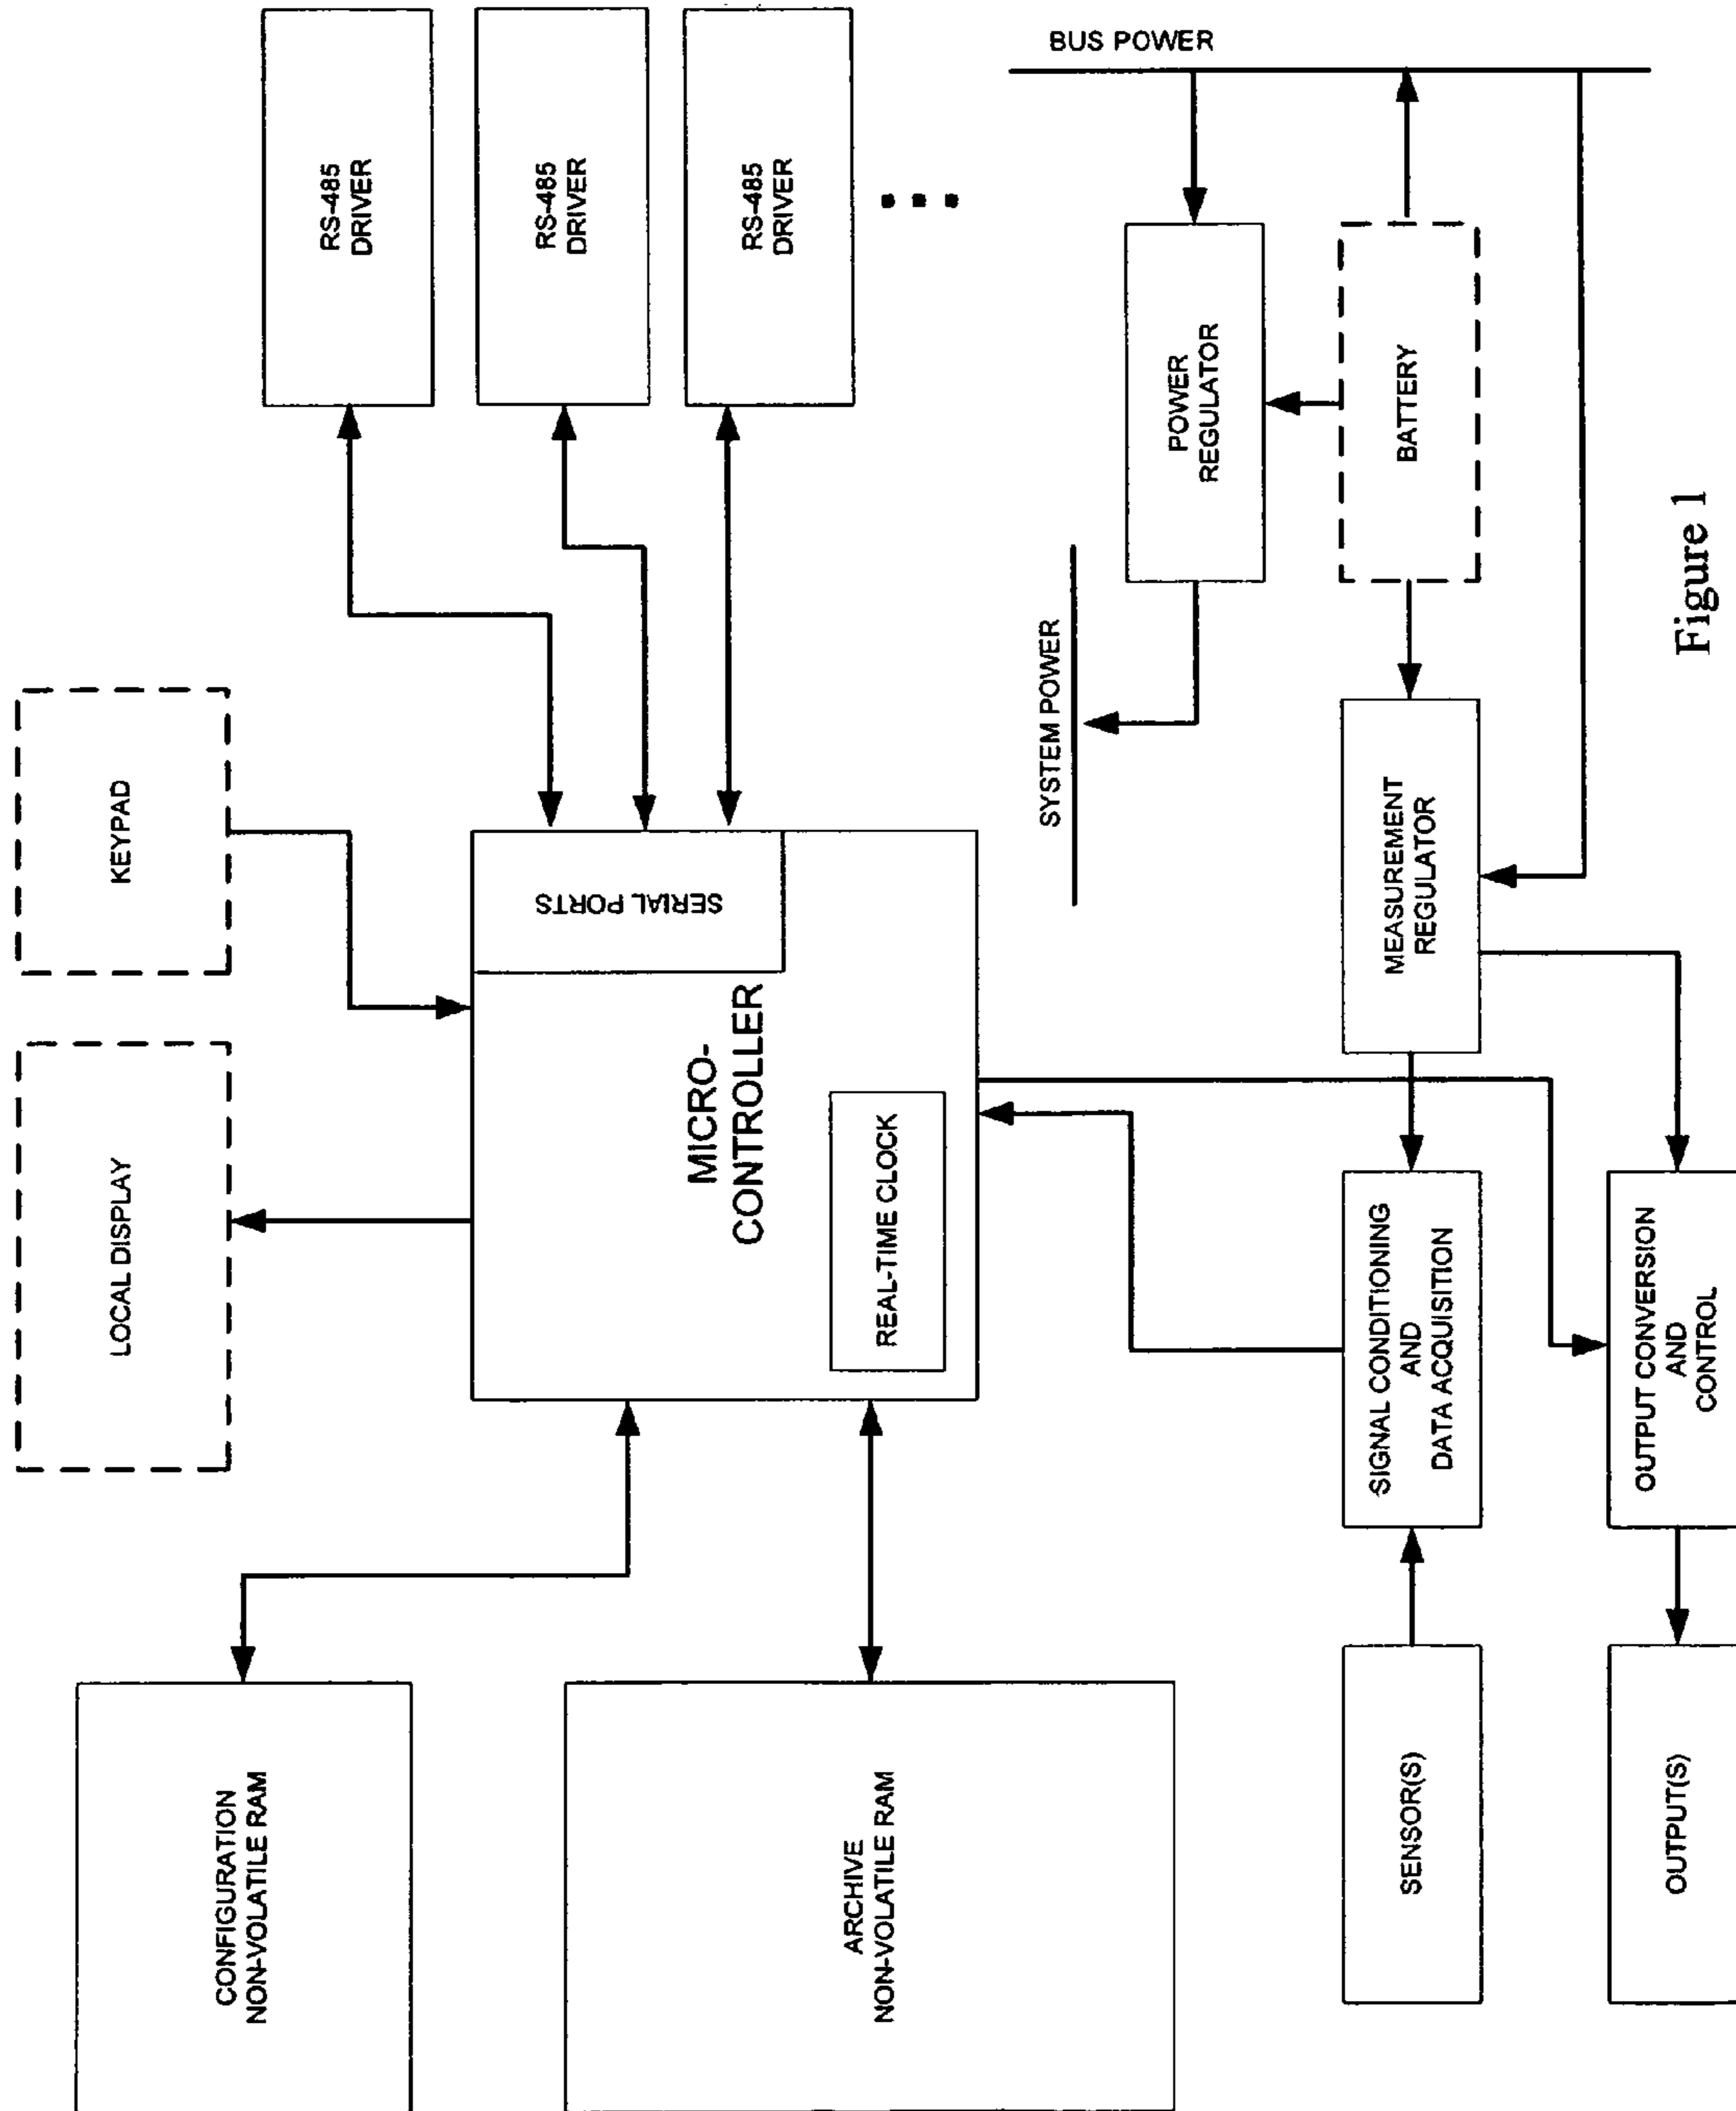 BUS POWER
RS-485
DRIVER
RS-485
DRIVER
RS-485
DRIVER
KEYPAD
LOCAL DISPLAY
SERIAL PORTS
MICRO-
CONTROLLER
REAL-TIME CLOCK
CONFIGURATION
NON-VOLATILE RAM
ARCHIVE
NON-VOLATILE RAM
SYSTEM POWER
POWER
REGULATOR
BATTERY
MEASUREMENT
REGULATOR
SIGNAL CONDITIONING
AND
DATA ACQUISITION
SENSOR(S)
OUTPUT CONVERSION
AND
CONTROL
OUTPUT(S)
Figure 1